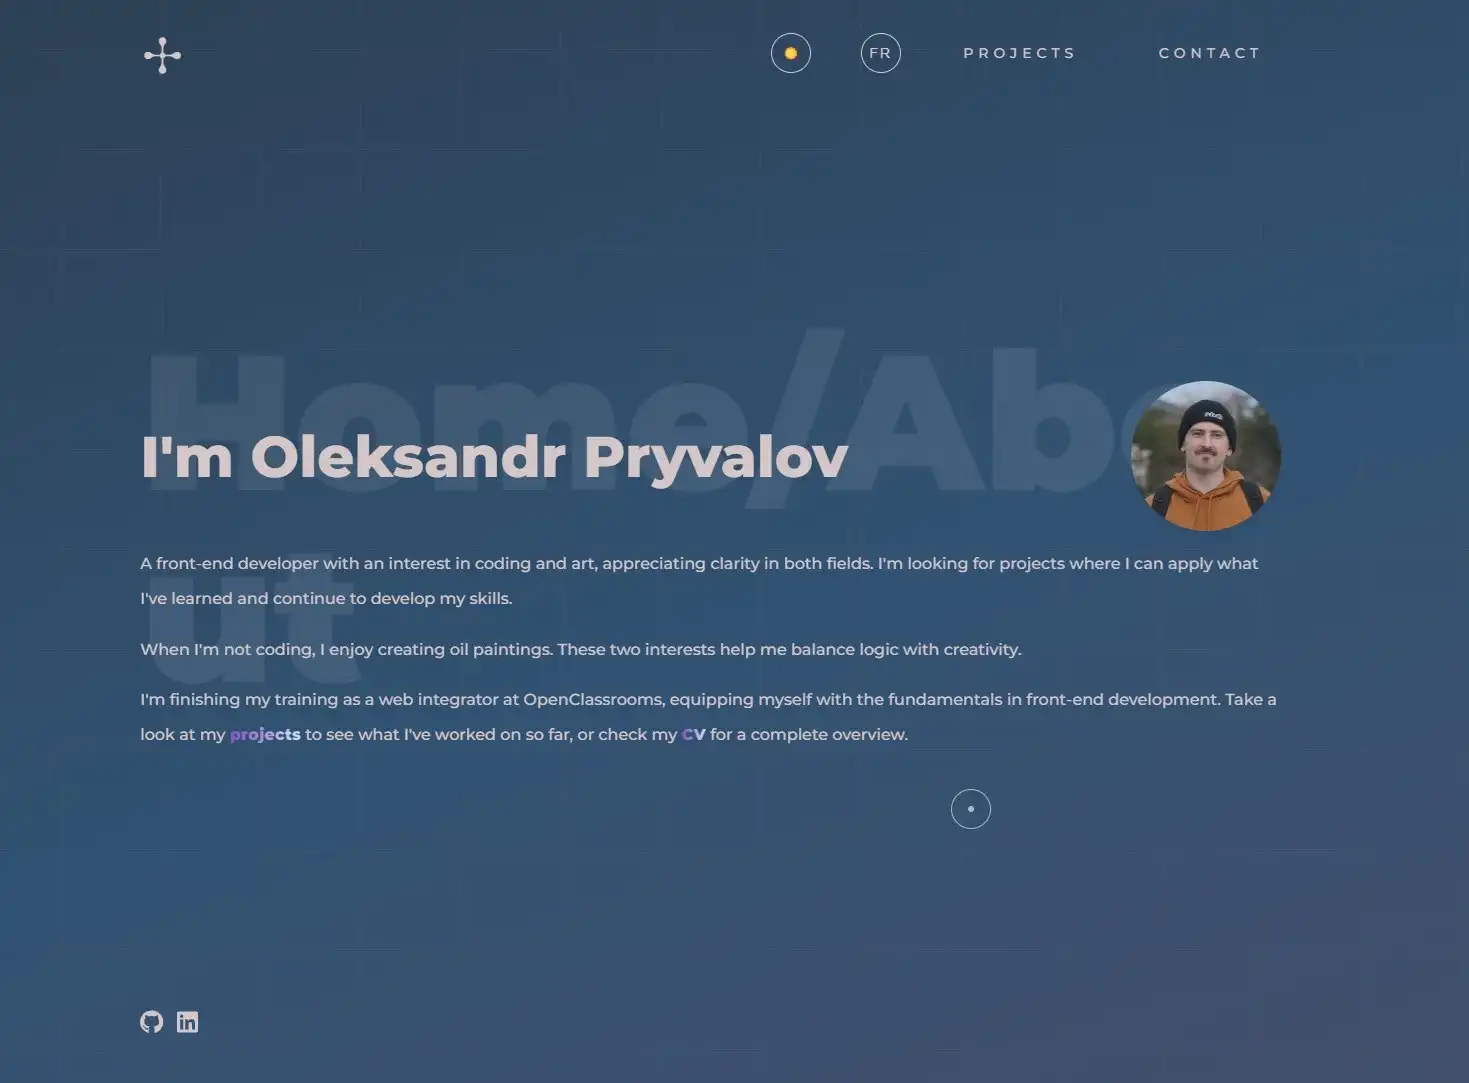 FR PROJECTS CONTACT
Home/Abo
I'm Oleksandr Pryvalov
ut
A front-end developer with an interest in coding and art, appreciating clarity in both fields. I'm looking for projects where I can apply what
I've learned and continue to develop my skills.
When I'm not coding, I enjoy creating oil paintings. These two interests help me balance logic with creativity.
I'm finishing my training as a web integrator at OpenClassrooms, equipping myself with the fundamentals in front-end development. Take a
look at my projects to see what I've worked on so far, or check my CV for a complete overview.
in